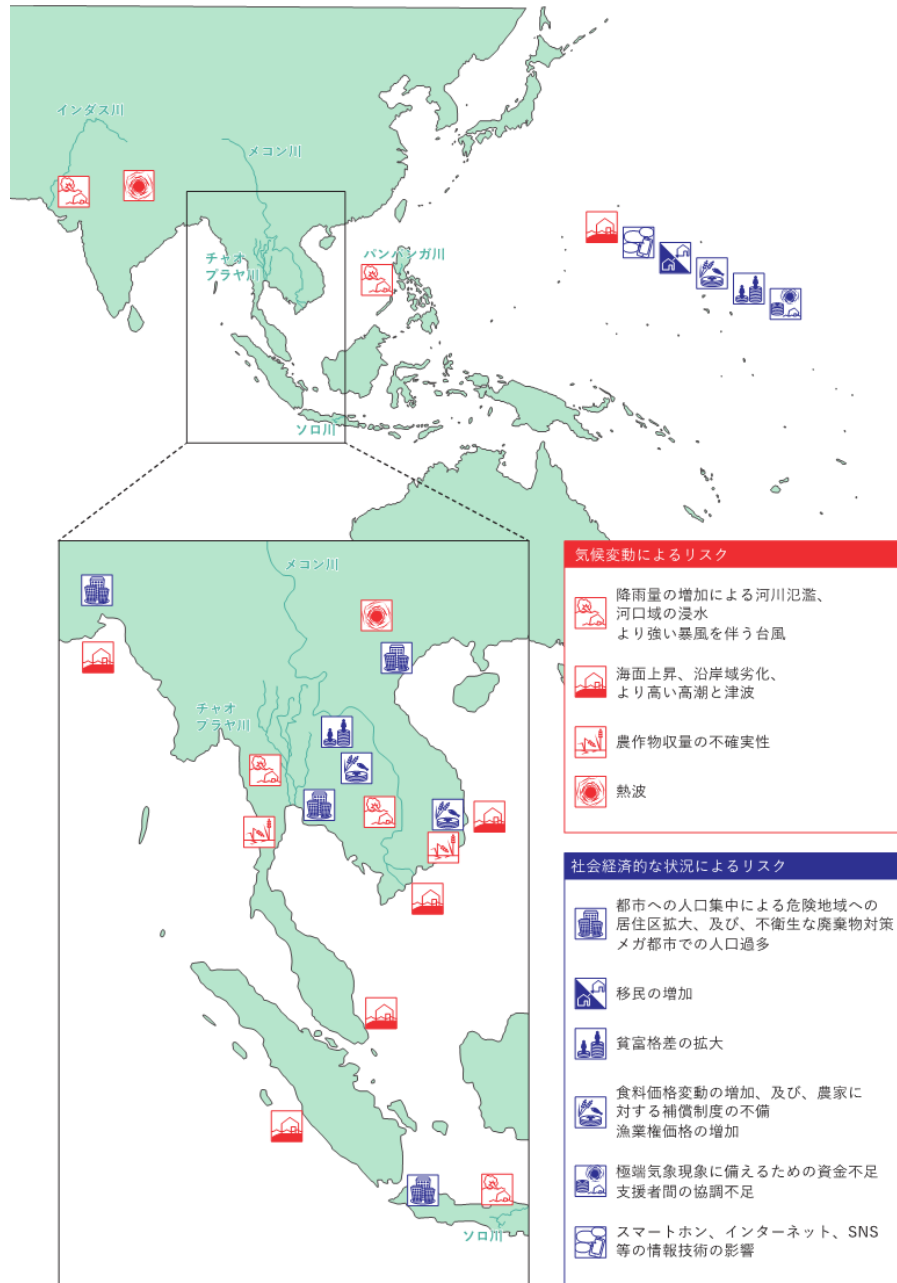 インダス川
メコン川
チャオ
プラヤ川
パンパンガ川
ソロ川
メコン川
チャオ
プラヤ川
ソロ川
気候変動によるリスク
降雨量の増加による河川氾濫、
河口域の浸水
より強い暴風を伴う台風
海面上昇、沿岸域劣化、
より高い高潮と津波
農作物収量の不確実性
熱波
社会経済的な状況によるリスク
都市への人口集中による危険地域への
居住区拡大、及び、不衛生な廃棄物対策
メガ都市での人口過多
移民の増加
貧富格差の拡大
食料価格変動の増加、及び、農家に
対する補償制度の不備
漁業権価格の増加
極端気象現象に備えるための資金不足
支援者間の協調不足
スマートホン、インターネット、SNS
等の情報技術の影響